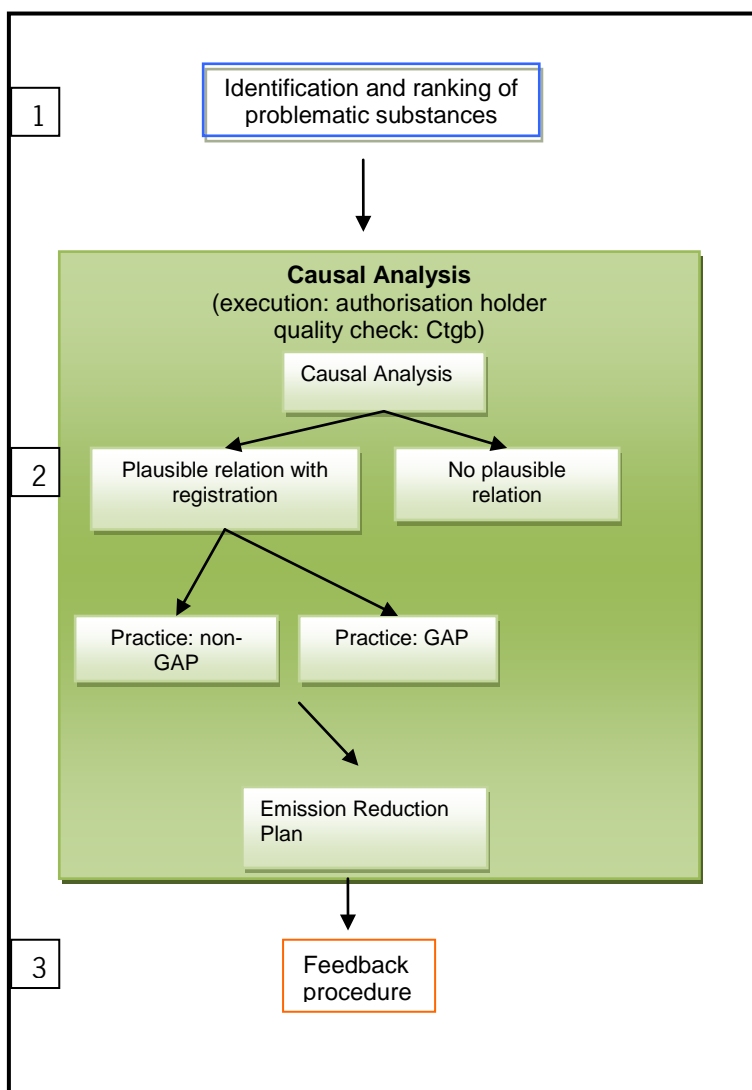 1
Identification and ranking of
problematic substances
Causal Analysis
(execution: authorisation holder
quality check: Ctgb)
Causal Analysis
2
Plausible relation with
registration
No plausible
relation
Practice: non-
GAP
Practice: GAP
Emission Reduction
Plan
3
Feedback
procedure